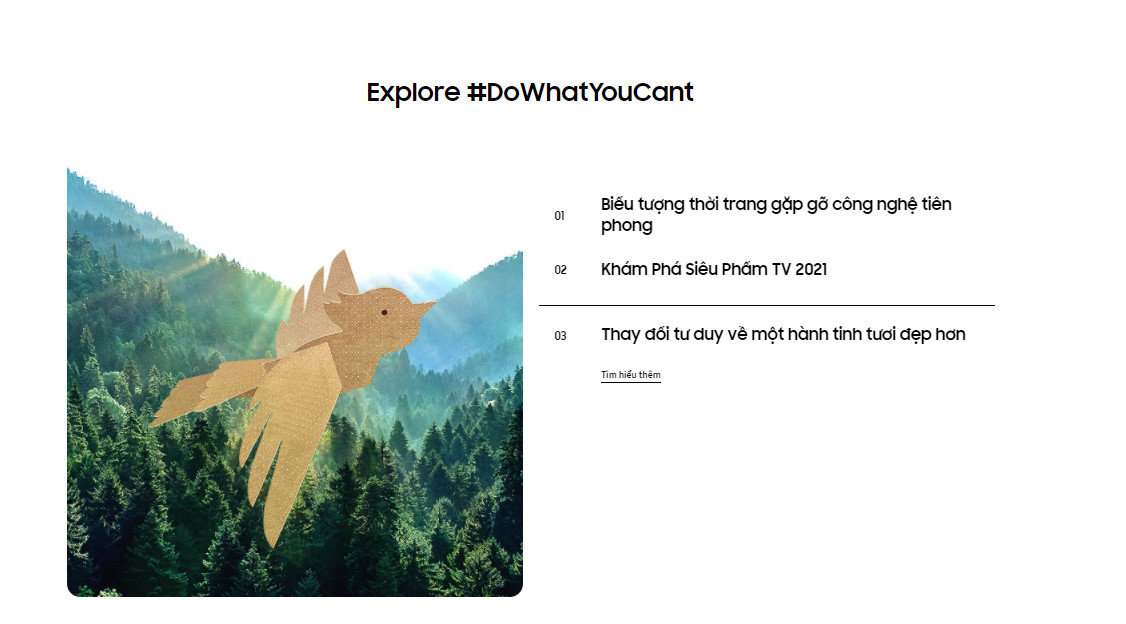 Explore #DoWhatYouCant
01
Biểu tượng thời trang gặp gỡ công nghệ tiên
phong
02
Khám Phá Siêu Phẩm TV 2021
03
Thay đổi tư duy về một hành tinh tươi đẹp hơn
Tìm hiểu thêm